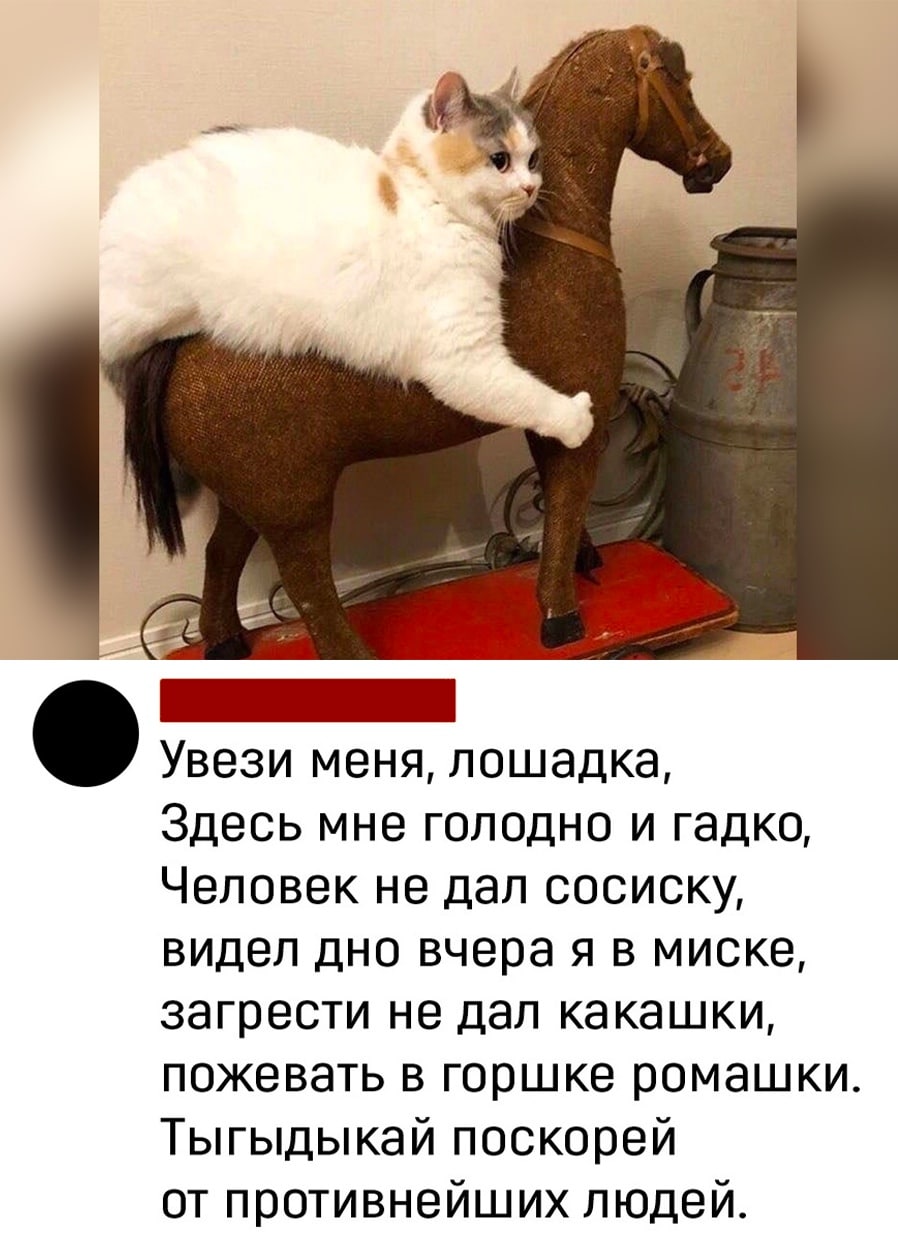 Увези меня, лошадка,
Здесь мне голодно и гадко,
Человек не дал сосиску,
видел дно вчера я в миске,
загрести не дал какашки,
пожевать в горшке ромашки.
Тыгыдыкай поскорей
от противнейших людей.